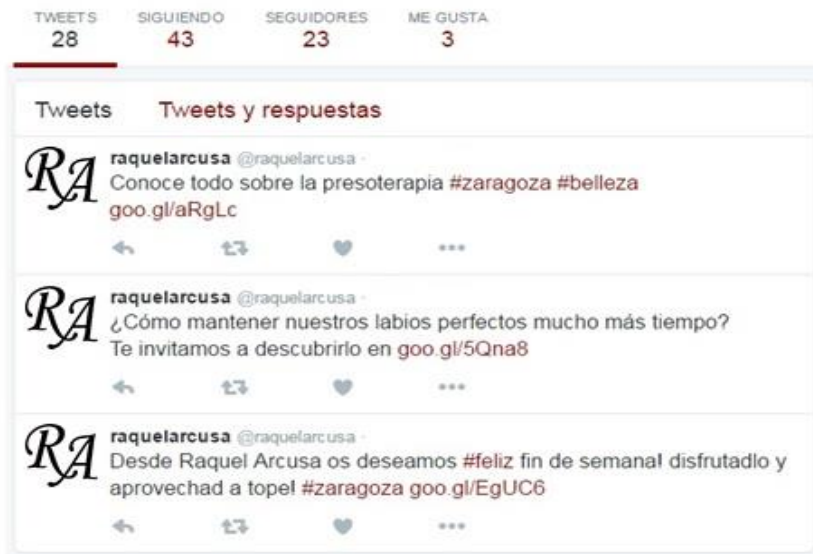 TWEETS SIGUIENDO SEGUIDORES ME GUSTA
28 43 23 3
Tweets Tweets y respuestas
RA raquelarcusa @raquelarcusa ·
Conoce todo sobre la presoterapia #zaragoza #belleza
goo.gl/aRgLc
RA raquelarcusa @raquelarcusa ·
¿Cómo mantener nuestros labios perfectos mucho más tiempo?
Te invitamos a descubrirlo en goo.gl/5Qna8
RA raquelarcusa @raquelarcusa ·
Desde Raquel Arcusa os deseamos #feliz fin de semana! disfrutadlo y
aprovechad a tope! #zaragoza goo.gl/EgUC6